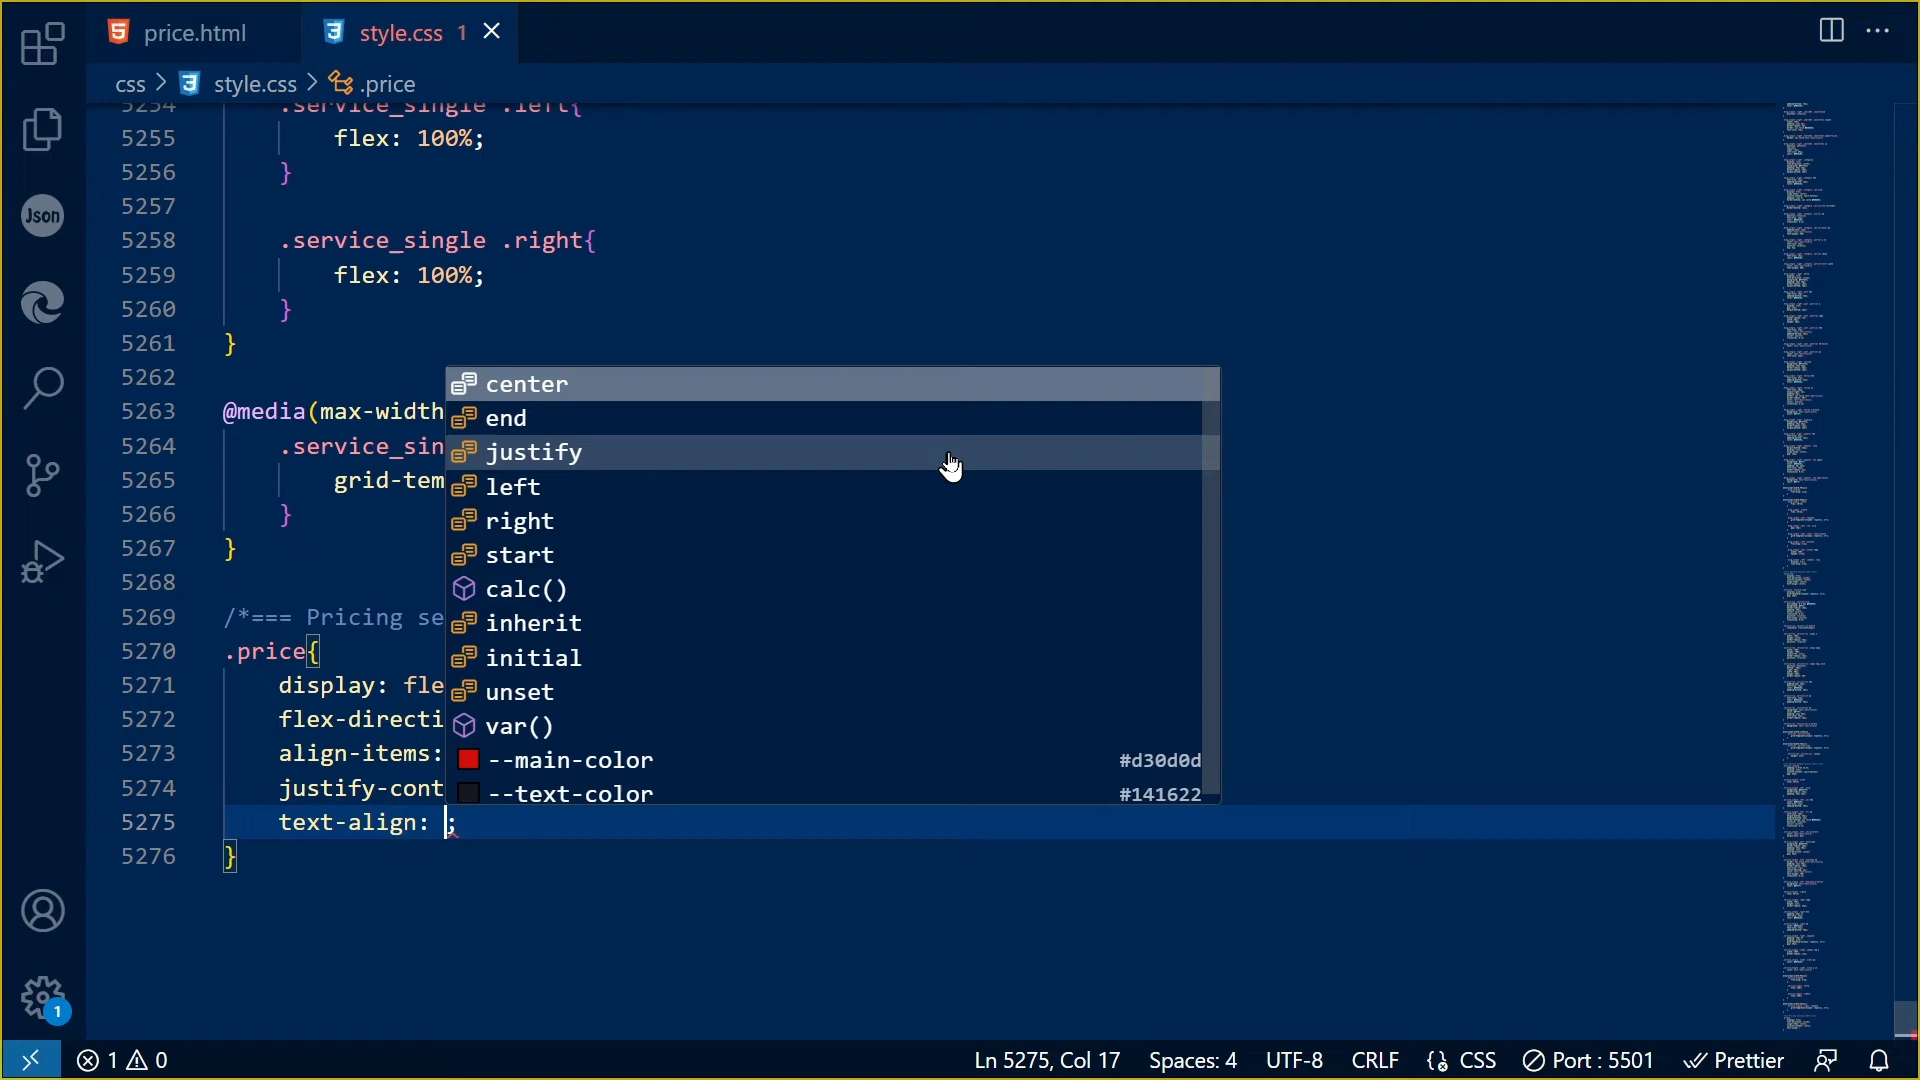 price.html
style.css 1
css > style.css > .price
5254 .service_single .left{
5255 flex: 100%;
5256 }
5257
5258 .service_single .right{
5259 flex: 100%;
5260 }
5261 }
5262
5263 @media(max-width
5264 .service_sin
5265 grid-tem
5266 }
5267 }
5268
5269 /*=== Pricing se
5270 .price{
5271 display: fle
5272 flex-directi
5273 align-items:
5274 justify-cont
5275 text-align: ;
5276 }
center
end
justify
left
right
start
calc()
inherit
initial
unset
var()
--main-color #d30d0d
--text-color #141622
Json
1
1 0
Ln 5275, Col 17
Spaces: 4
UTF-8
CRLF
CSS
Port : 5501
Prettier